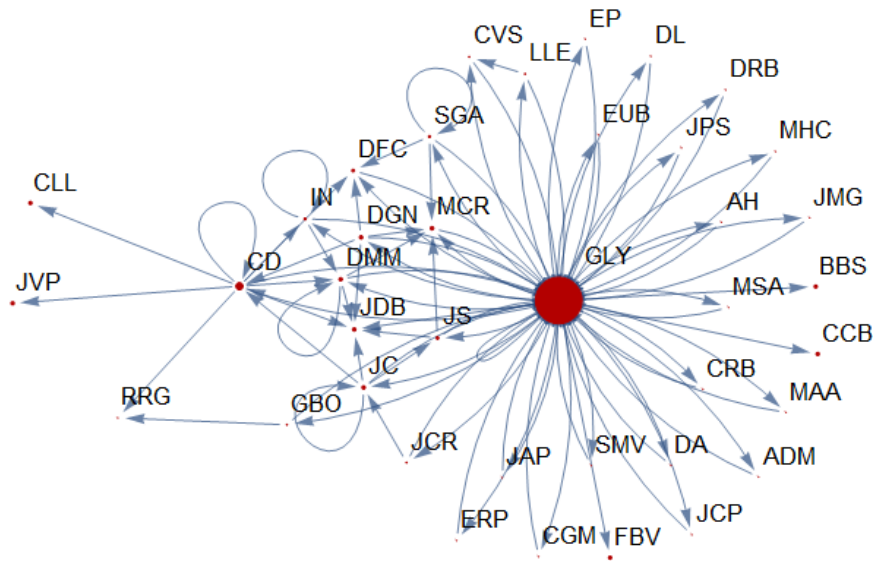 EP
CVS
LLE
DL
DRB
SGA
EUB
JPS
MHC
DFC
CLL
IN
DGN
MCR
AH
JMG
CD
DMM
GLY
BBS
JVP
JDB
JS
MSA
CCB
JC
CRB
RRG
GBO
MAA
JCR
JAP
SMV
DA
ADM
ERP
CGM
FBV
JCP